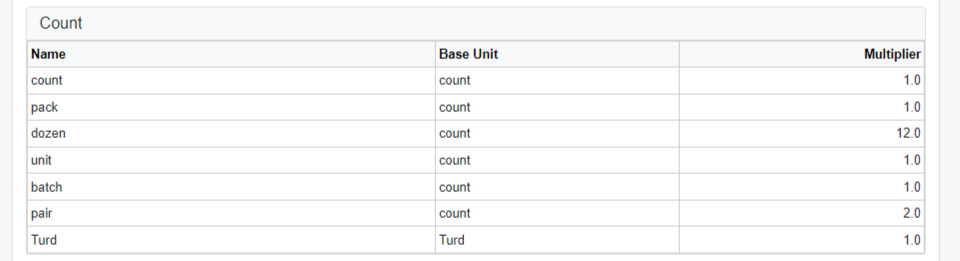 Count
Name Base Unit Multiplier
count count 1.0
pack count 1.0
dozen count 12.0
unit count 1.0
batch count 1.0
pair count 2.0
Turd Turd 1.0